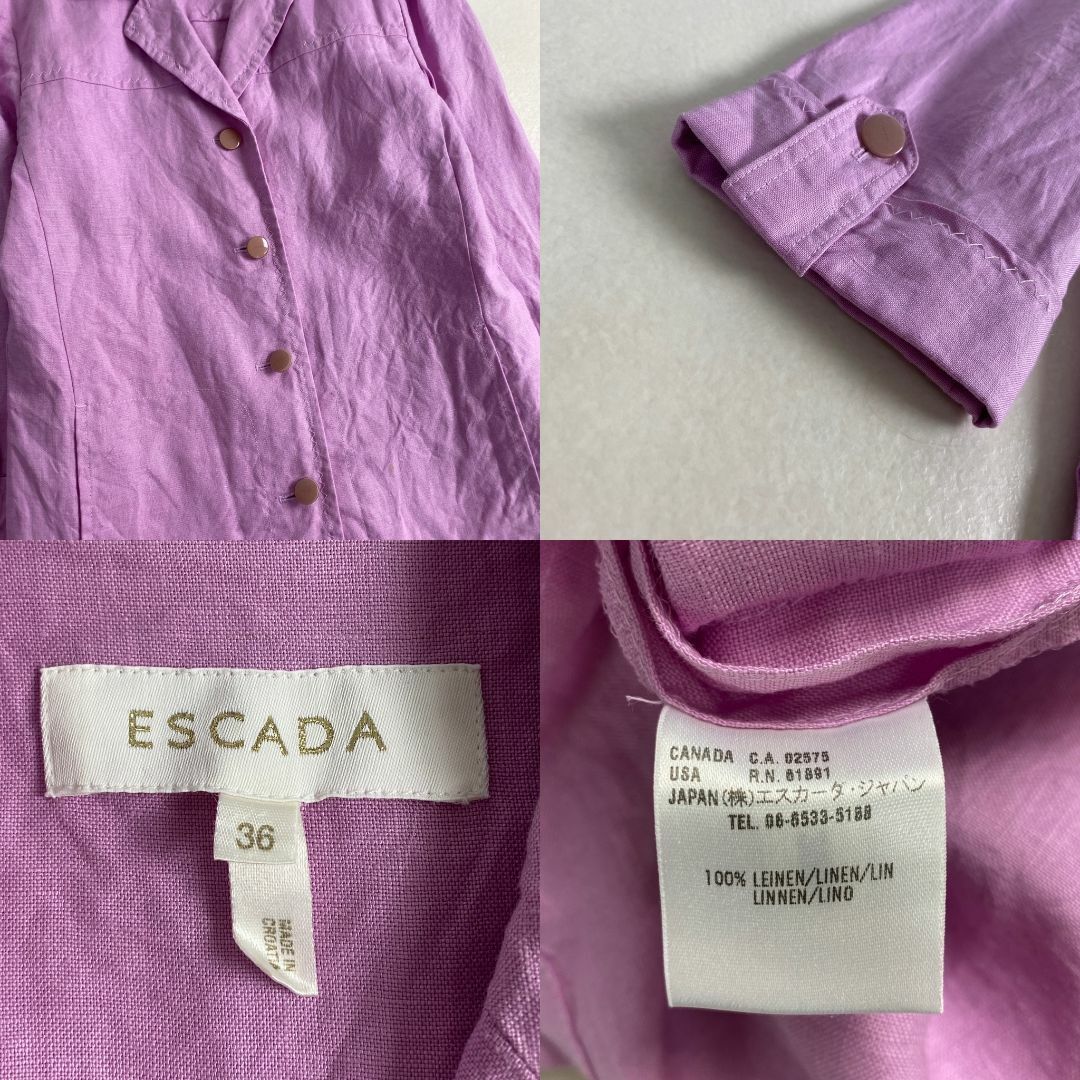 ESCADA
36
MADE IN
CROATIA
CANADA C.A. 02575
USA R.N. 61891
JAPAN(株)エスカーダ・ジャパン
TEL. 06-6533-5188
100% LEINEN/LINEN/LIN
LINNEN/LINO